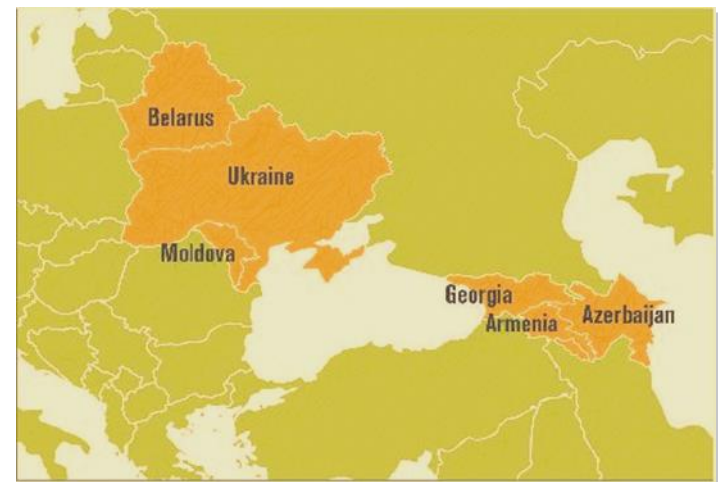 Belarus
Ukraine
Moldova
Georgia
Armenia
Azerbaijan